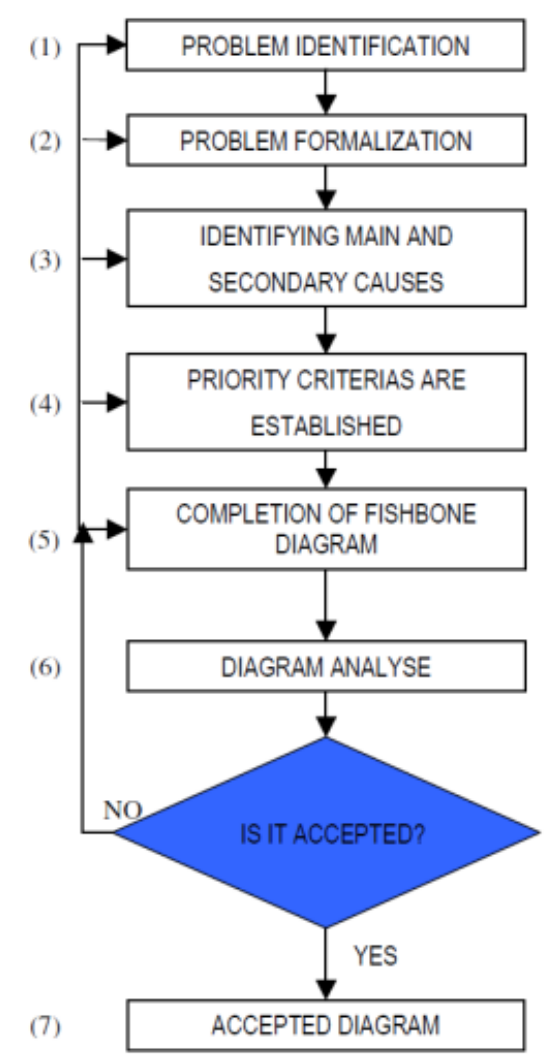 (1) PROBLEM IDENTIFICATION
(2) PROBLEM FORMALIZATION
IDENTIFYING MAIN AND
(3)
SECONDARY CAUSES
PRIORITY CRITERIAS ARE
(4)
ESTABLISHED
COMPLETION OF FISHBONE
(5)
DIAGRAM
(6) DIAGRAM ANALYSE
NO
IS IT ACCEPTED?
YES
(7) ACCEPTED DIAGRAM